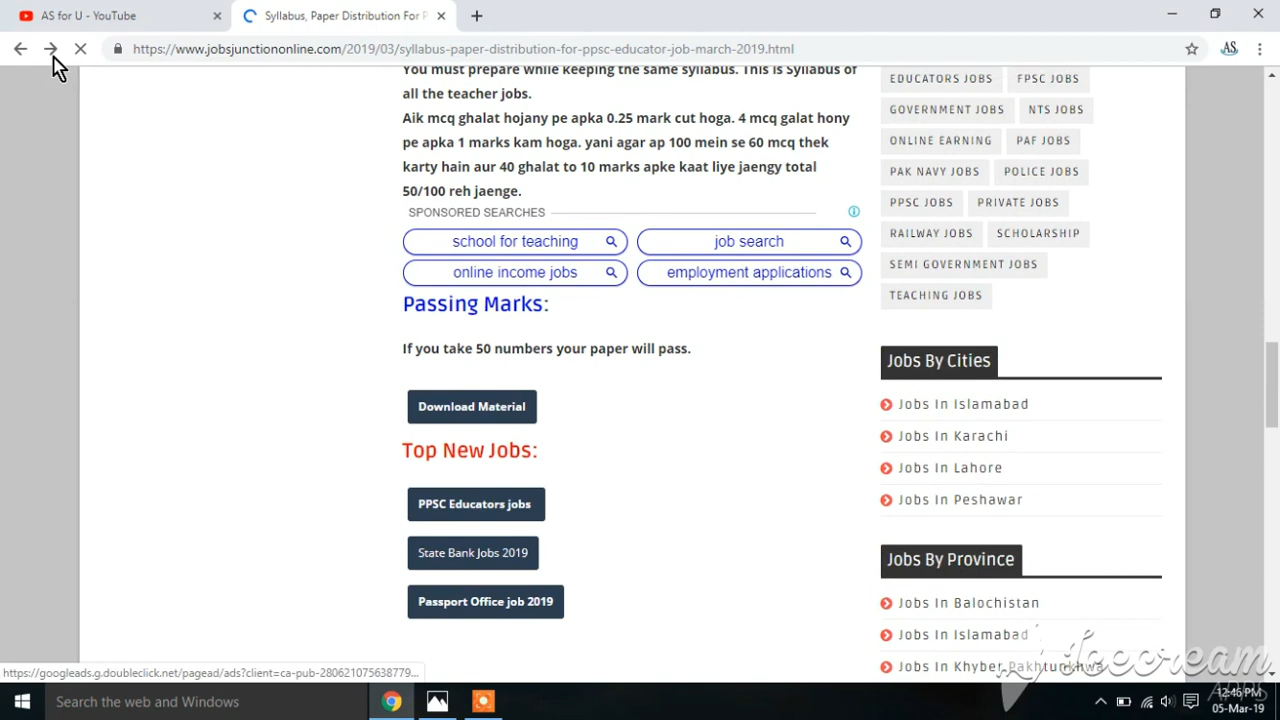 AS for U - YouTube
Syllabus, Paper Distribution For P
https://www.jobsjunctiononline.com/2019/03/syllabus-paper-distribution-for-ppsc-educator-job-march-2019.html
AS
You must prepare while keeping the same syllabus. This is Syllabus of
all the teacher jobs.
Aik mcq ghalat hojany pe apka 0.25 mark cut hoga. 4 mcq galat hony
pe apka 1 marks kam hoga. yani agar ap 100 mein se 60 mcq thek
karty hain aur 40 ghalat to 10 marks apke kaat liye jaengy total
50/100 reh jaenge.
SPONSORED SEARCHES
school for teaching
job search
online income jobs
employment applications
Passing Marks:
If you take 50 numbers your paper will pass.
Download Material
Top New Jobs:
PPSC Educators jobs
State Bank Jobs 2019
Passport Office job 2019
EDUCATORS JOBS
FPSC JOBS
GOVERNMENT JOBS
NTS JOBS
ONLINE EARNING
PAF JOBS
PAK NAVY JOBS
POLICE JOBS
PPSC JOBS
PRIVATE JOBS
RAILWAY JOBS
SCHOLARSHIP
SEMI GOVERNMENT JOBS
TEACHING JOBS
Jobs By Cities
Jobs In Islamabad
Jobs In Karachi
Jobs In Lahore
Jobs In Peshawar
Jobs By Province
Jobs In Balochistan
Jobs In Islamabad
Jobs In Khyber Pakhtunkhwa
https://googleads.g.doubleclick.net/pagead/ads?client=ca-pub-280621075638779...
Search the web and Windows
12:46 PM
05-Mar-19
Icecream
APPS